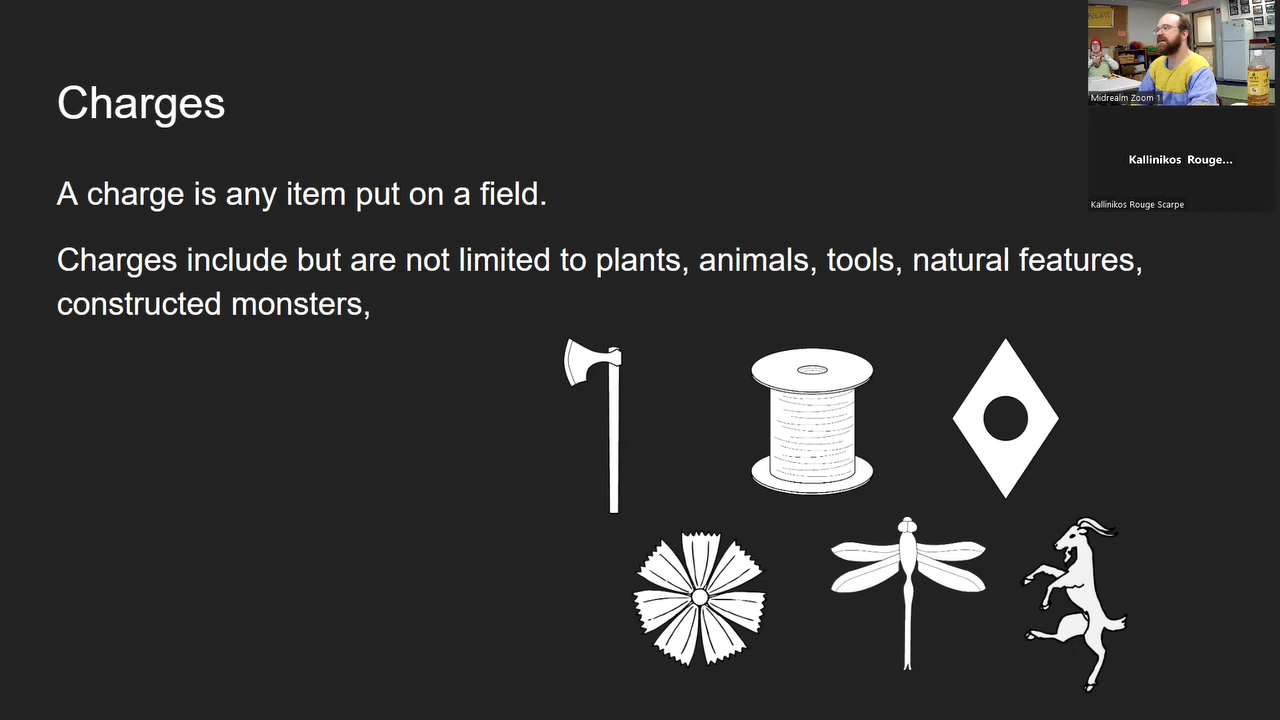 Charges
A charge is any item put on a field.
Charges include but are not limited to plants, animals, tools, natural features,
constructed monsters,
Midrealm Zoom 1
Kallinikos Rouge...
Kallinikos Rouge Scarpe